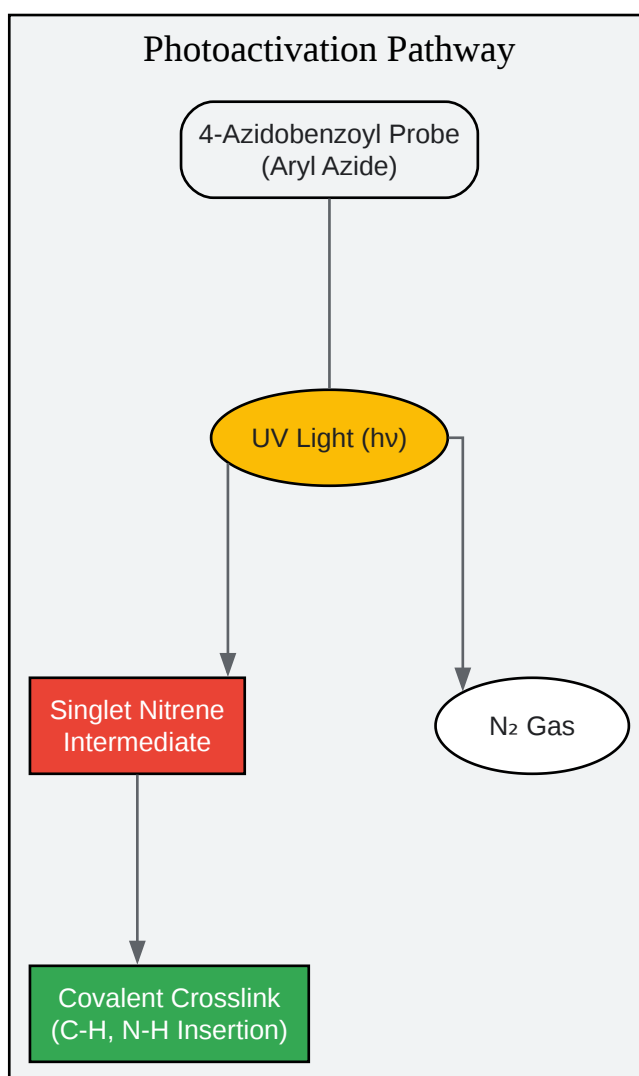 Photoactivation Pathway
4-Azidobenzoyl Probe
(Aryl Azide)
UV Light (hν)
Singlet Nitrene
Intermediate
N₂ Gas
Covalent Crosslink
(C-H, N-H Insertion)